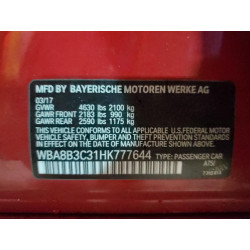 MFD BY BAYERISCHE MOTOREN WERKE AG
03/17
GVWR 4630 lbs 2100 kg
GAWR FRONT 2183 lbs 990 kg
GAWR REAR 2590 lbs 1175 kg
THIS VEHICLE CONFORMS TO ALL APPLICABLE
U.S. FEDERAL MOTOR VEHICLE
SAFETY, BUMPER, AND THEFT PREVENTION
STANDARDS IN EFFECT ON THE DATE OF
MANUFACTURE SHOWN ABOVE.
WBA8B3C31HK777644 TYPE: PASSENGER CAR
A75/